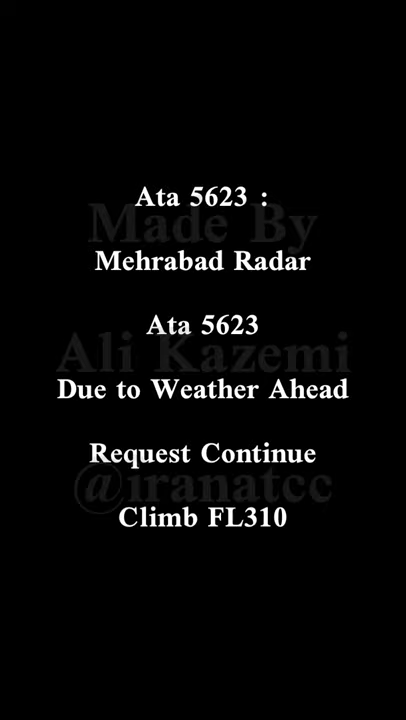 Ata 5623 :
Made By
Mehrabad Radar
Ata 5623
Ali Kazemi
Due to Weather Ahead
Request Continue
@iranatcc
Climb FL310